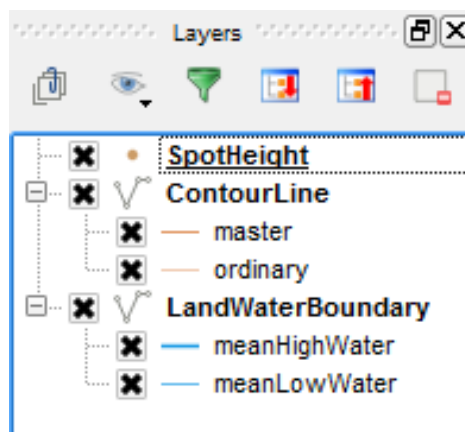 Layers
SpotHeight
ContourLine
master
ordinary
LandWaterBoundary
meanHighWater
meanLowWater